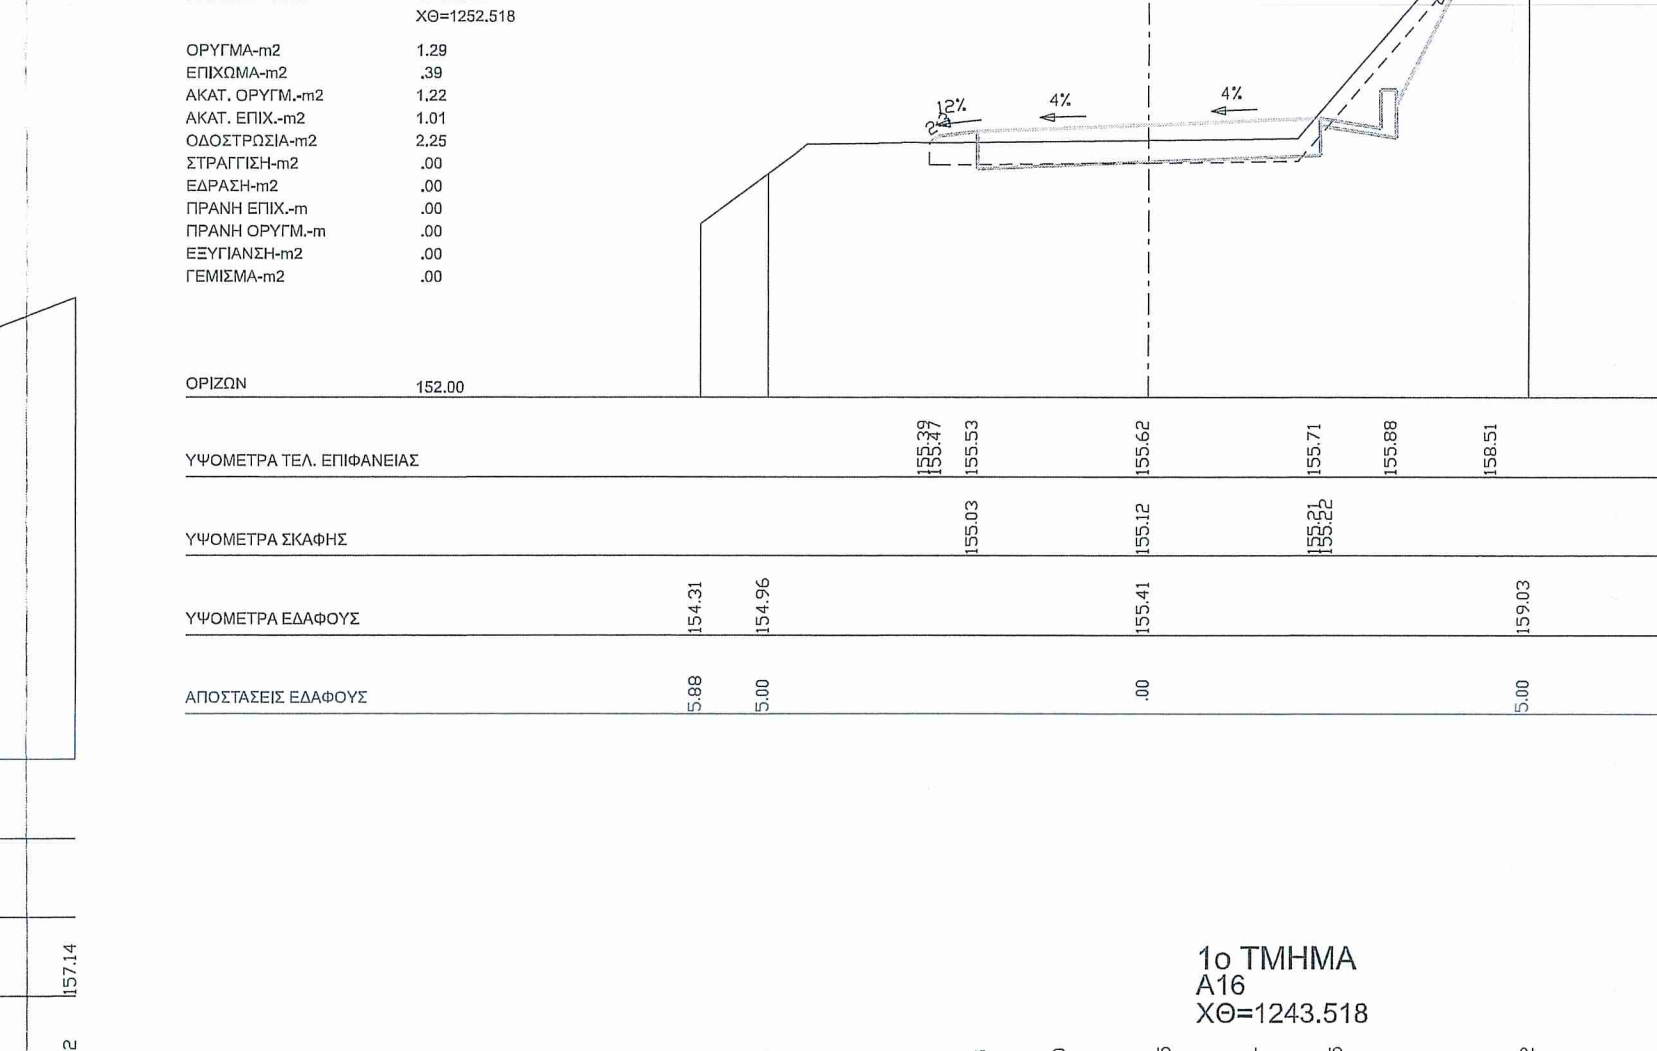 ΧΘ=1252.518
ΟΡΥΓΜΑ-m2 1.29
ΕΠΙΧΩΜΑ-m2 .39
ΑΚΑΤ. ΟΡΥΓΜ.-m2 1.22
ΑΚΑΤ. ΕΠΙΧ.-m2 1.01
ΟΔΟΣΤΡΩΣΙΑ-m2 2.25
ΣΤΡΑΓΓΙΣΗ-m2 .00
ΕΔΡΑΣΗ-m2 .00
ΠΡΑΝΗ ΕΠΙΧ.-m .00
ΠΡΑΝΗ ΟΡΥΓΜ.-m .00
ΕΞΥΓΙΑΝΣΗ-m2 .00
ΓΕΜΙΣΜΑ-m2 .00
12% 4% 4%
ΟΡΙΖΩΝ 152.00
ΥΨΟΜΕΤΡΑ ΤΕΛ. ΕΠΙΦΑΝΕΙΑΣ 155.39 155.47 155.53 155.62 155.71 155.88 158.51
ΥΨΟΜΕΤΡΑ ΣΚΑΦΗΣ 155.03 155.12 155.21 155.22
ΥΨΟΜΕΤΡΑ ΕΔΑΦΟΥΣ 154.31 154.96 155.41 159.03
ΑΠΟΣΤΑΣΕΙΣ ΕΔΑΦΟΥΣ 5.88 5.00 .00 5.00
157.14
1ο ΤΜΗΜΑ
Α16
ΧΘ=1243.518